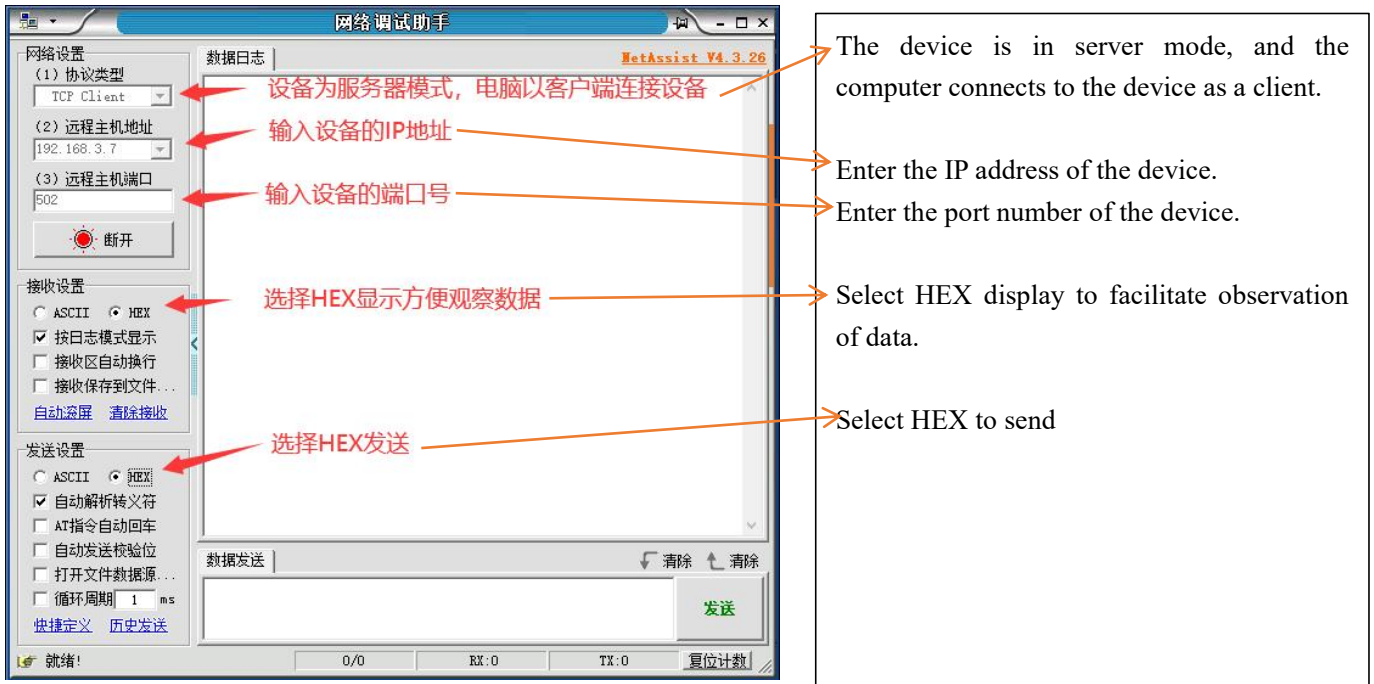 网络调试助手
网络设置
(1) 协议类型
TCP Client
(2) 远程主机地址
192.168.3.7
(3) 远程主机端口
502
断开
接收设置
ASCII HEX
按日志模式显示
接收区自动换行
接收保存到文件...
自动滚屏 清除接收
发送设置
ASCII HEX
自动解析转义符
AT指令自动回车
自动发送校验位
打开文件数据源...
循环周期 1 ms
快捷定义 历史发送
数据日志
NetAssist V4.3.26
设备为服务器模式，电脑以客户端连接设备
输入设备的IP地址
输入设备的端口号
选择HEX显示方便观察数据
选择HEX发送
数据发送
清除 清除
发送
就绪!
0/0
RX:0
TX:0
复位计数
The device is in server mode, and the
computer connects to the device as a client.
Enter the IP address of the device.
Enter the port number of the device.
Select HEX display to facilitate observation
of data.
Select HEX to send